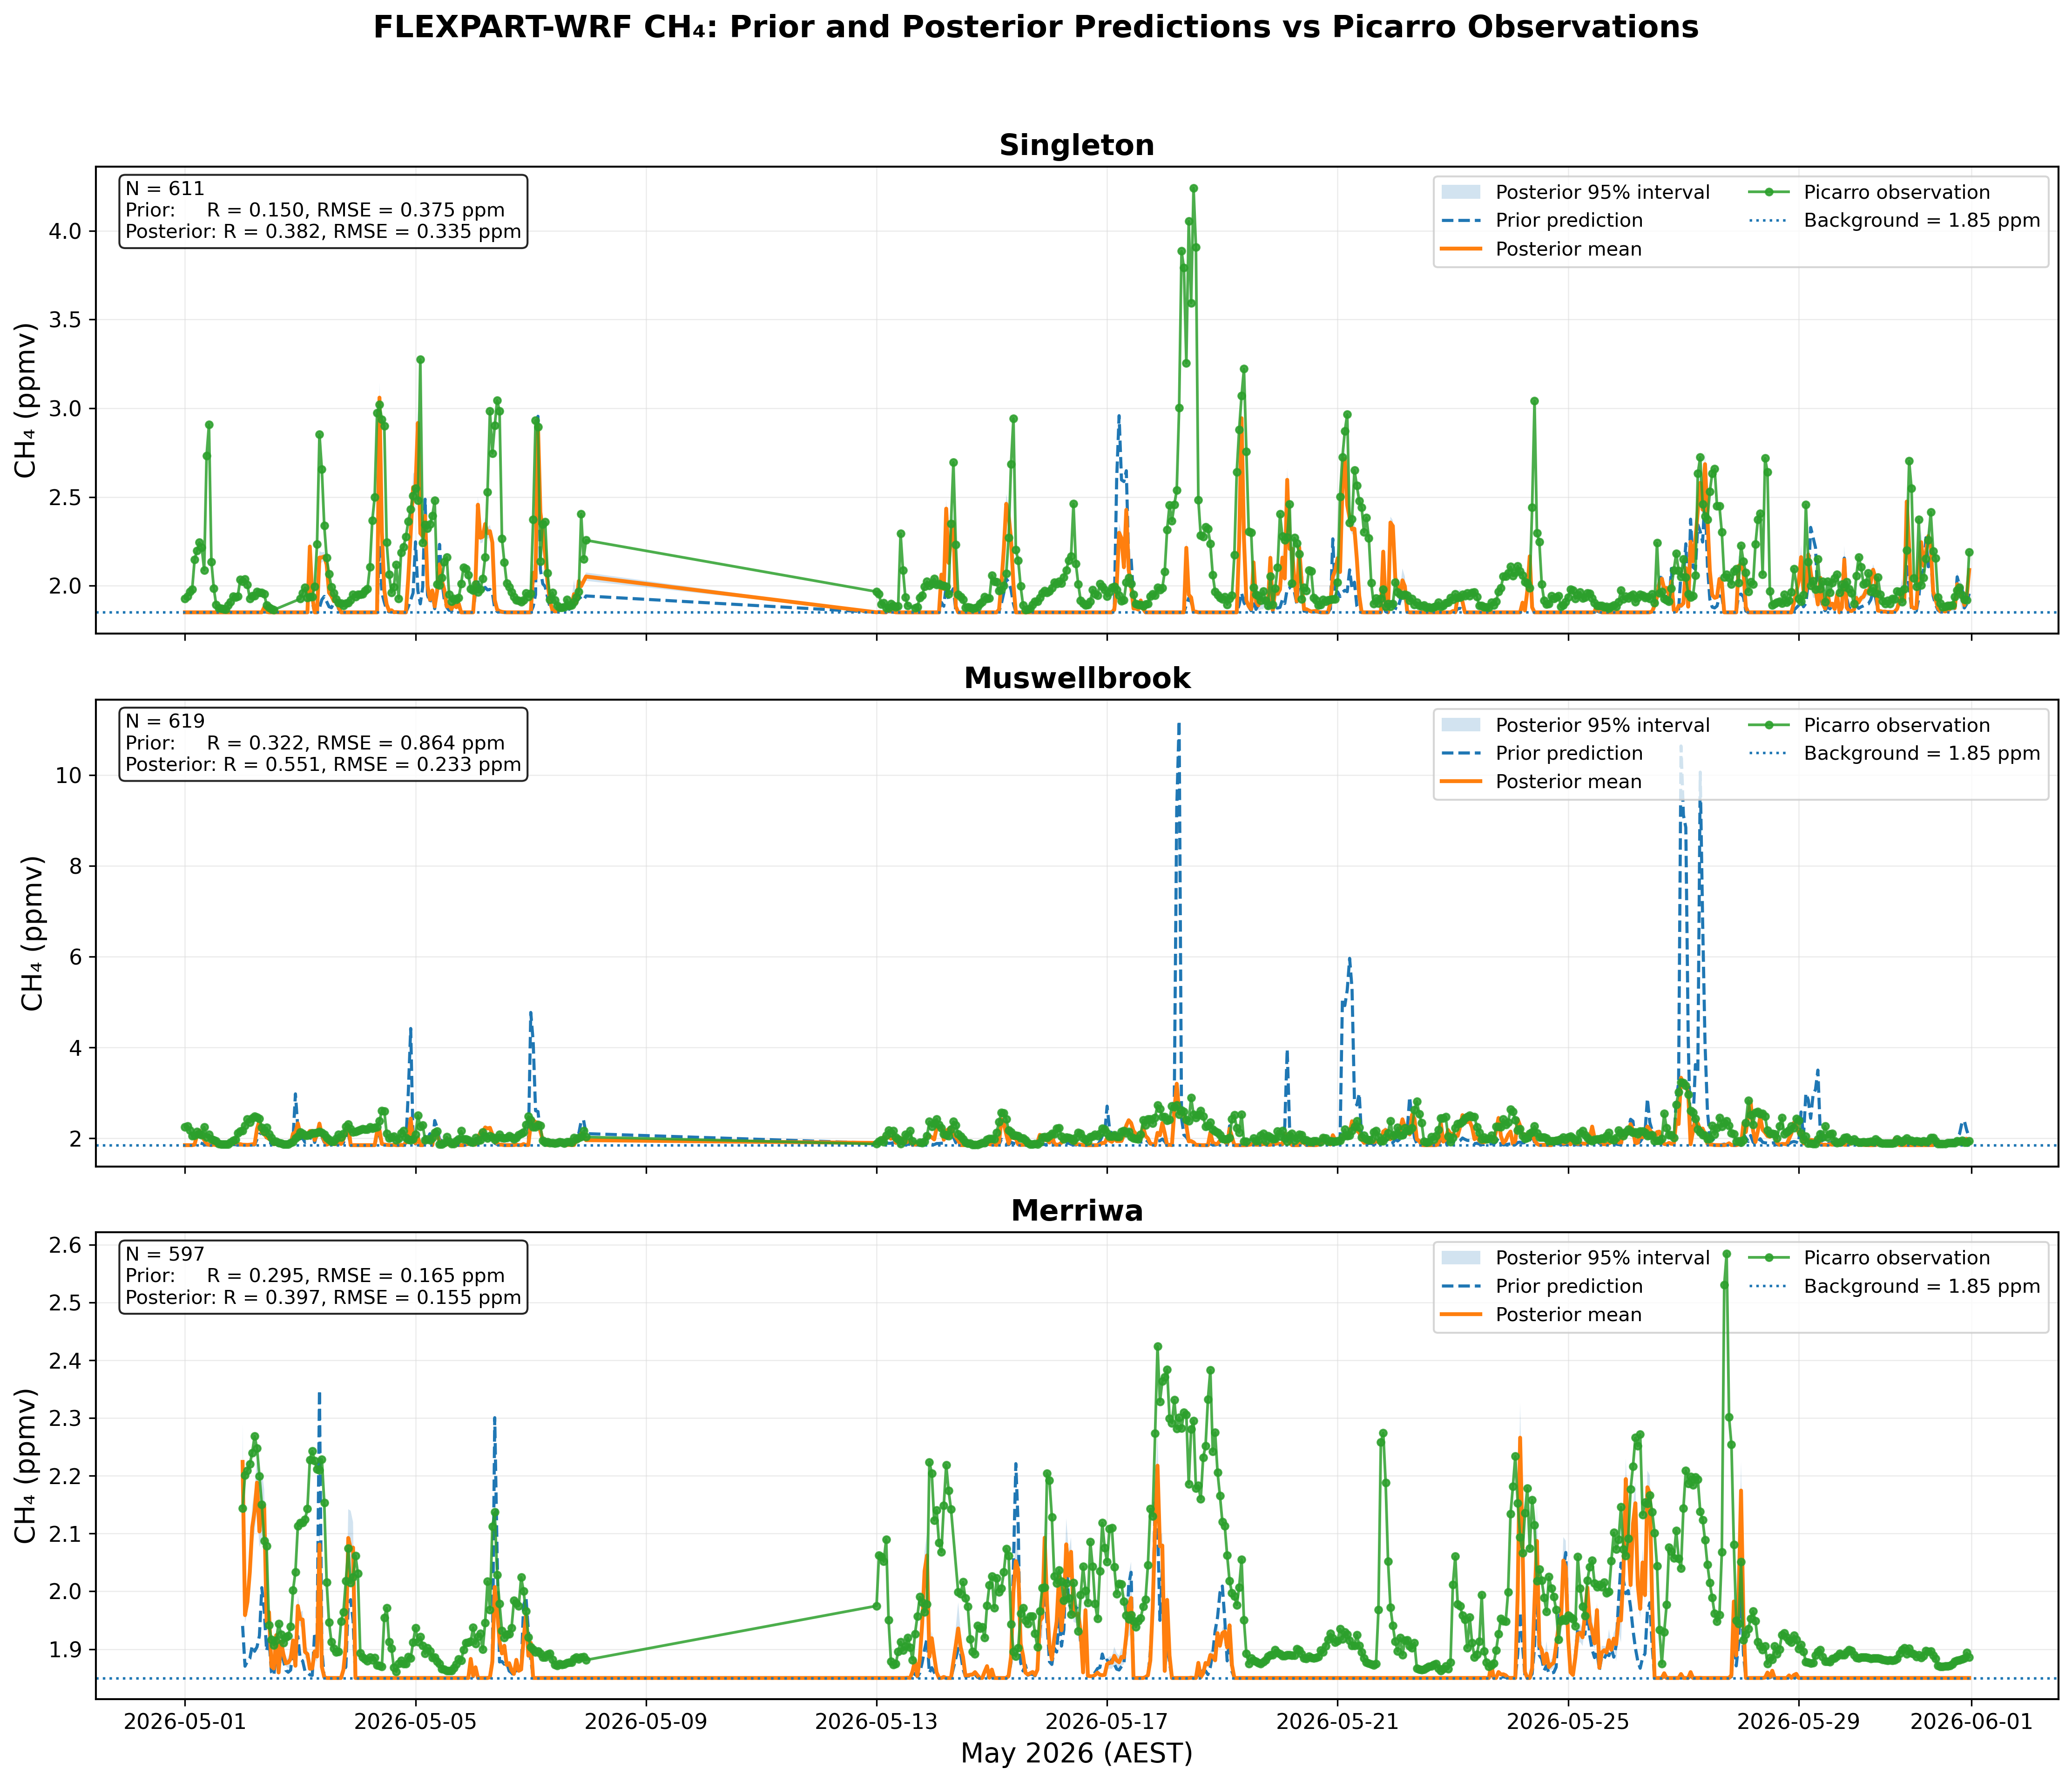 FLEXPART-WRF CH₄: Prior and Posterior Predictions vs Picarro Observations
Singleton
N = 611
Prior: R = 0.150, RMSE = 0.375 ppm
Posterior: R = 0.382, RMSE = 0.335 ppm
Posterior 95% interval
Prior prediction
Posterior mean
Picarro observation
Background = 1.85 ppm
CH₄ (ppmv)
4.0
3.5
3.0
2.5
2.0
Muswellbrook
N = 619
Prior: R = 0.322, RMSE = 0.864 ppm
Posterior: R = 0.551, RMSE = 0.233 ppm
Posterior 95% interval
Prior prediction
Posterior mean
Picarro observation
Background = 1.85 ppm
CH₄ (ppmv)
10
8
6
4
2
Merriwa
N = 597
Prior: R = 0.295, RMSE = 0.165 ppm
Posterior: R = 0.397, RMSE = 0.155 ppm
Posterior 95% interval
Prior prediction
Posterior mean
Picarro observation
Background = 1.85 ppm
CH₄ (ppmv)
2.6
2.5
2.4
2.3
2.2
2.1
2.0
1.9
2026-05-01 2026-05-05 2026-05-09 2026-05-13 2026-05-17 2026-05-21 2026-05-25 2026-05-29 2026-06-01
May 2026 (AEST)